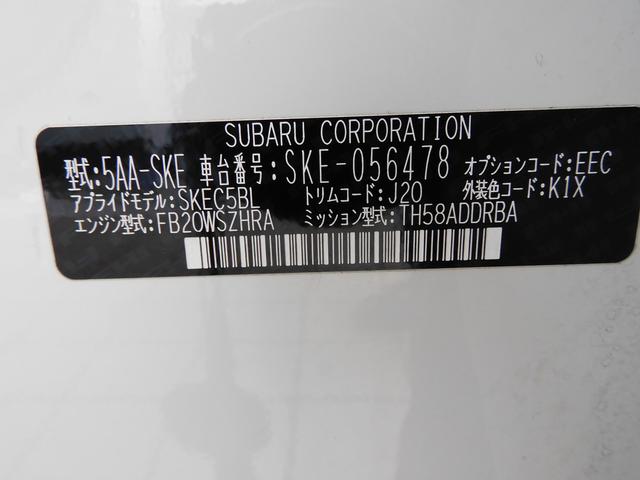 SUBARU CORPORATION
型式:5AA-SKE 車台番号:SKE-056478 オプションコード:EEC
アプライドモデル:SKEC5BL トリムコード:J20 外装色コード:K1X
エンジン型式:FB20WSZHRA ミッション型式:TH58ADDRBA